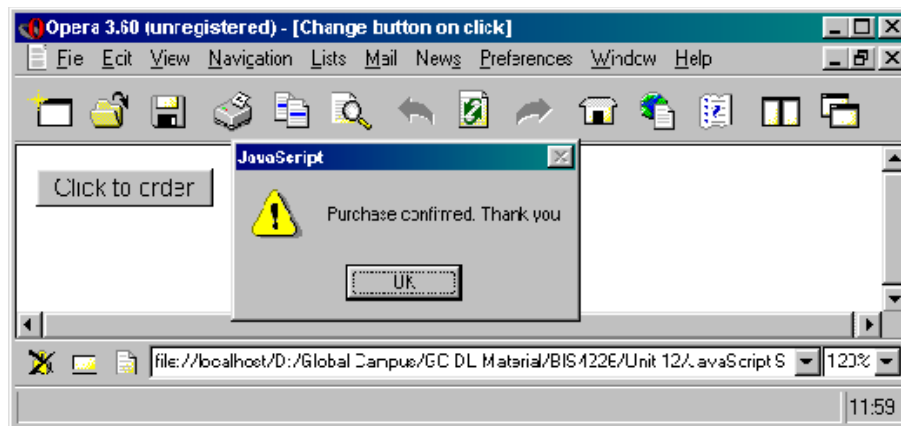 Opera 3.60 (unregistered) - [Change button on click]
File Edit View Navigation Lists Mail News Preferences Window Help
JavaScript
Click to order
Purchase confirmed. Thank you
OK
file://localhost/D:/Global Campus/GC DL Material/BIS4226/Unit 12/JavaScript S
120%
11:59